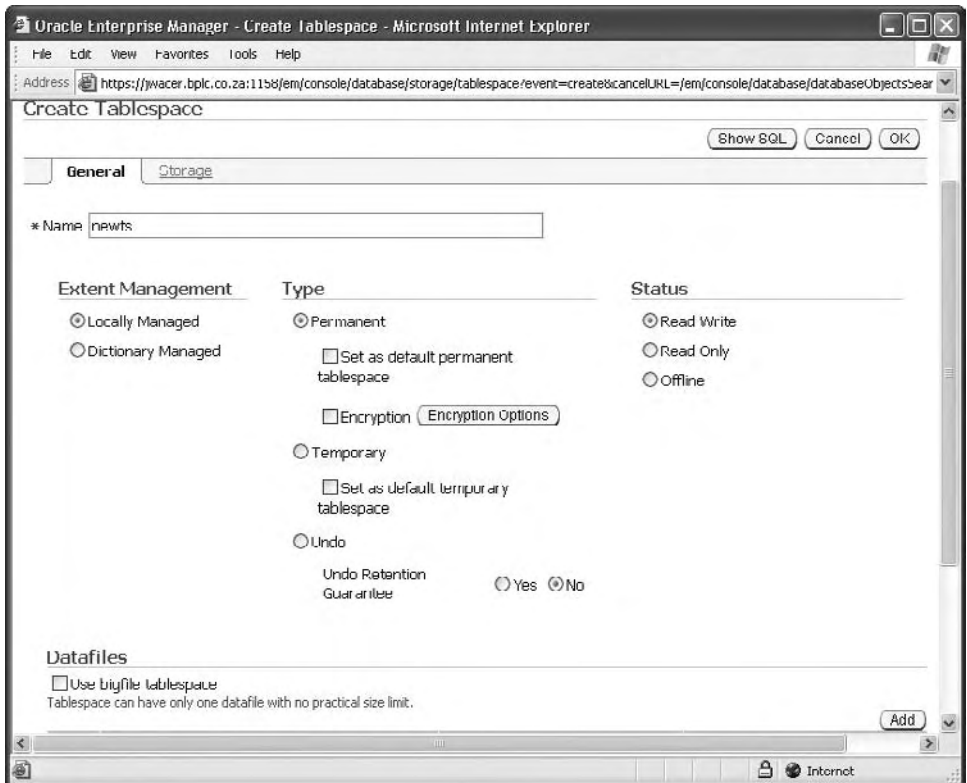 Oracle Enterprise Manager - Create Tablespace - Microsoft Internet Explorer
File Edit View Favorites Tools Help
Address https://jwacer.bplc.co.za:1158/em/console/database/storage/tablespace?event=create&cancelURL=/em/console/database/databaseObjectsSear
Create Tablespace
Show SQL Cancel OK
General Storage
* Name newts
Extent Management Type Status
Locally Managed Permanent Read Write
Dictionary Managed Set as default permanent Read Only
tablespace Offline
Encryption Encryption Options
Temporary
Set as default temporary
tablespace
Undo
Undo Retention Yes No
Guarantee
Datafiles
Use bigfile tablespace
Tablespace can have only one datafile with no practical size limit.
Add
Internet